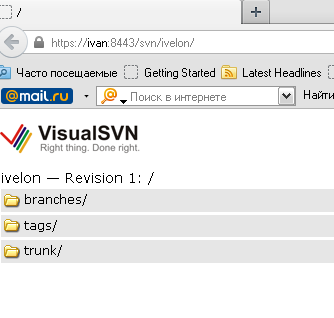 /
https://ivan:8443/svn/ivelon/
Часто посещаемые Getting Started Latest Headlines
@mail.ru Поиск в интернете Найти
VisualSVN
Right thing. Done right.
ivelon — Revision 1: /
branches/
tags/
trunk/